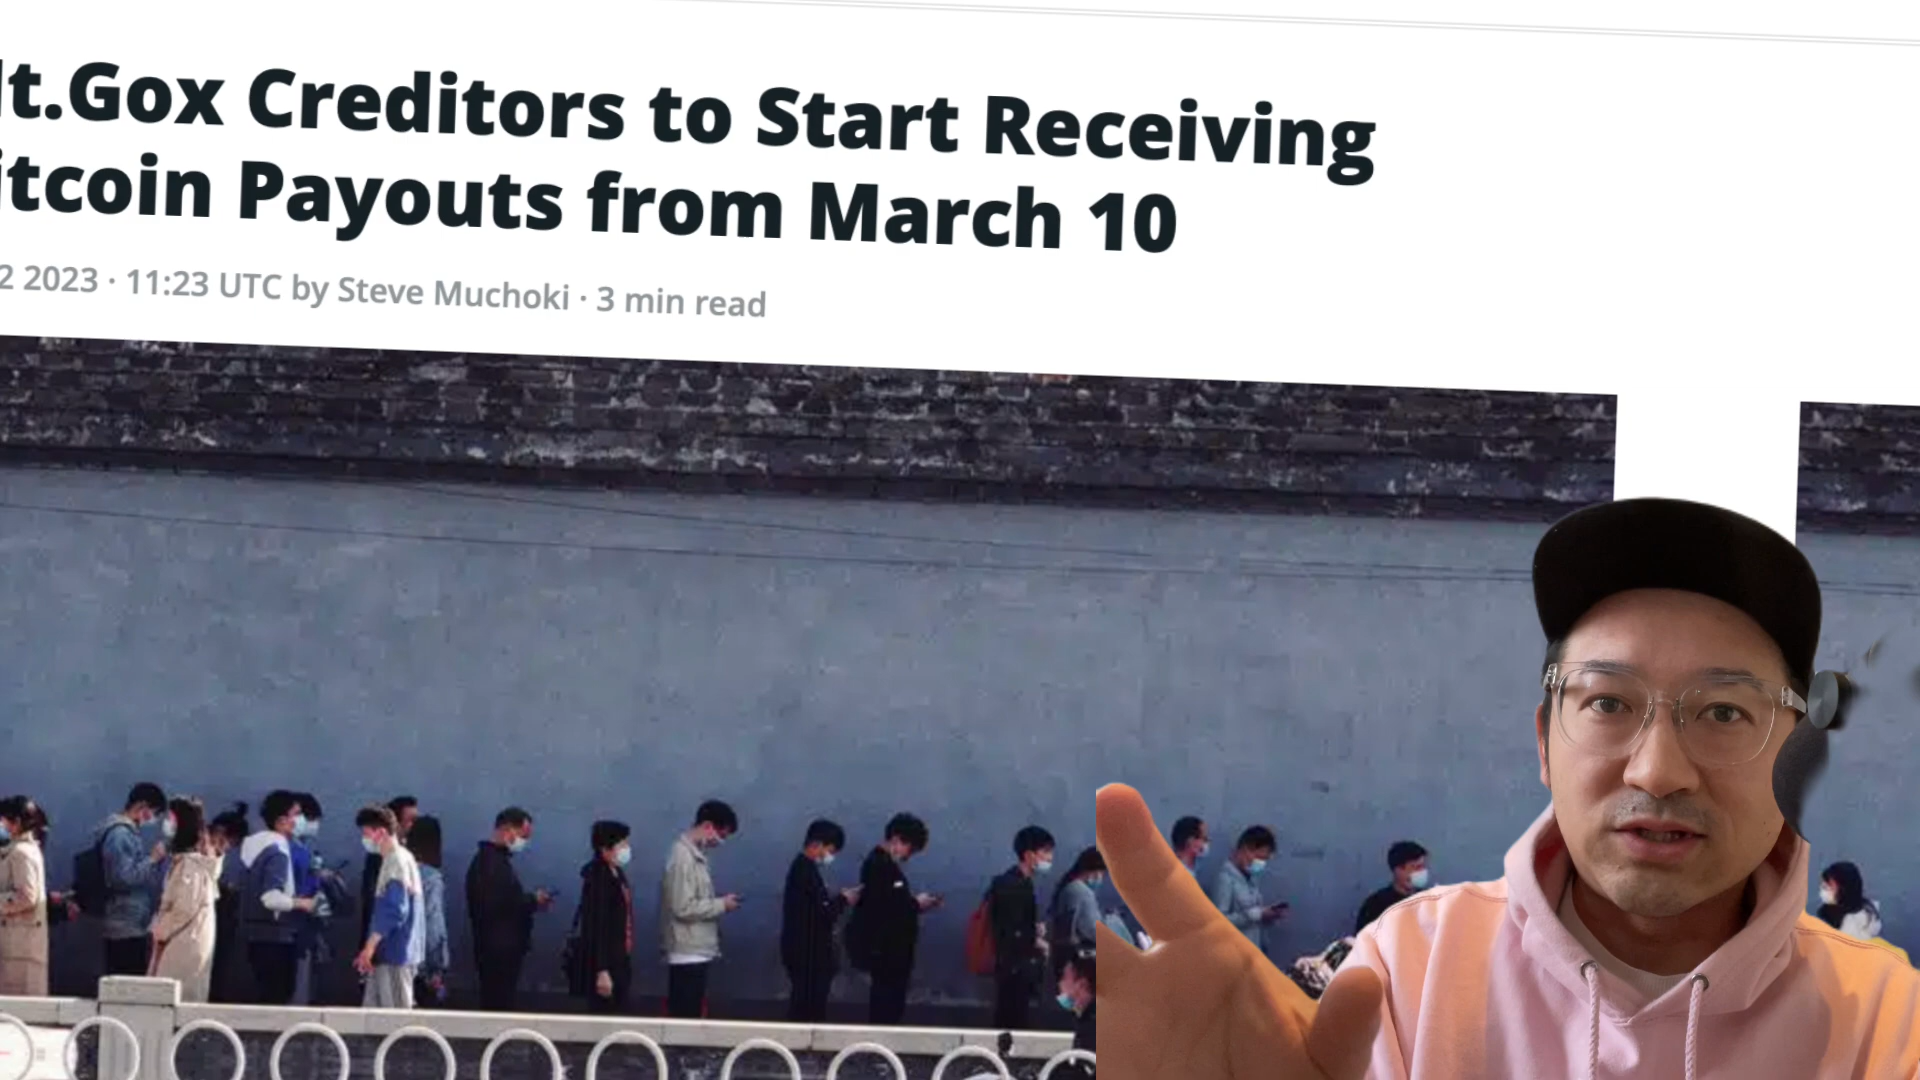 t.Gox Creditors to Start Receiving
itcoin Payouts from March 10
2 2023 · 11:23 UTC by Steve Muchoki · 3 min read